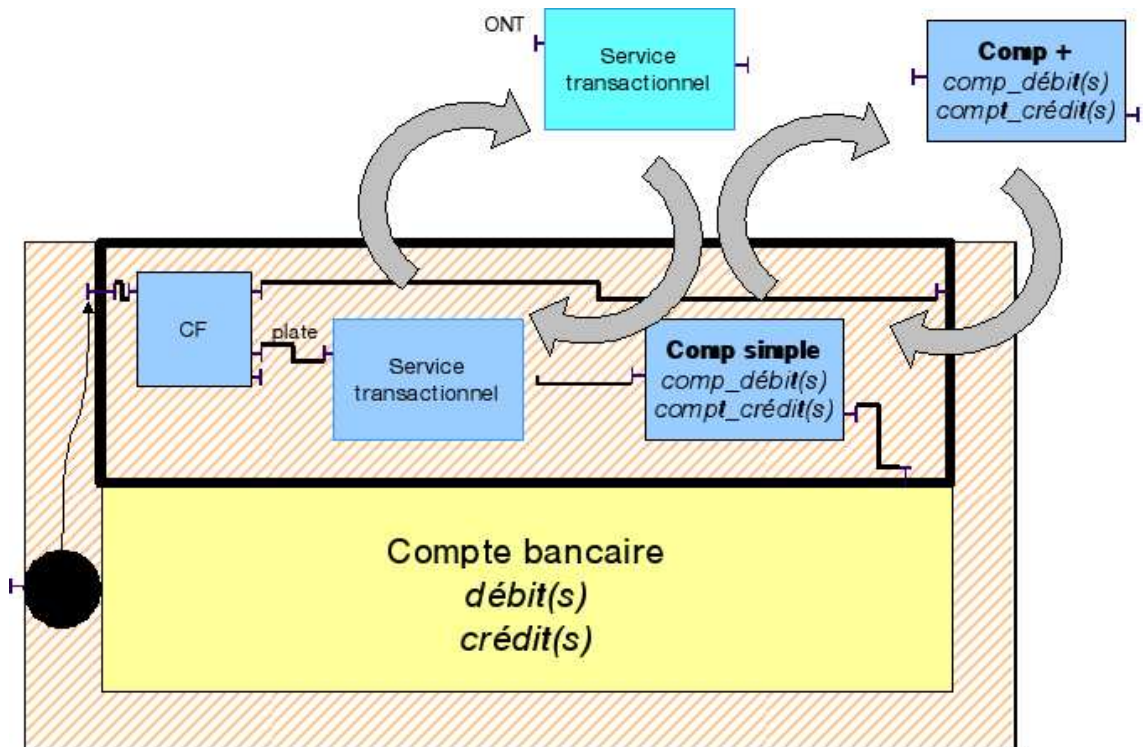 ONT
Service
transactionnel
Comp +
comp_débit(s)
compt_crédit(s)
CF
plate
Service
transactionnel
Comp simple
comp_débit(s)
compt_crédit(s)
Compte bancaire
débit(s)
crédit(s)